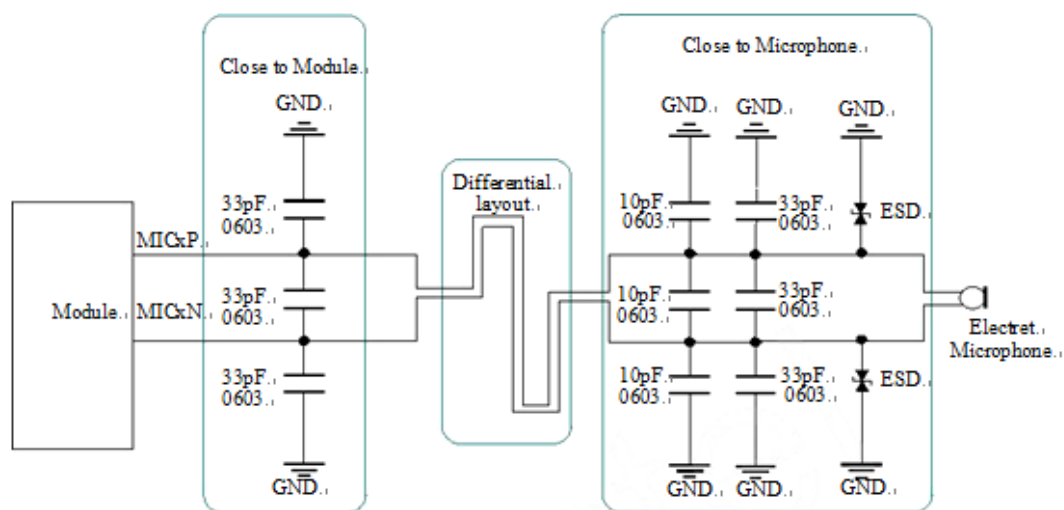 Close to Module.
GND.
33pF.
0603.
MICxP.
33pF.
0603.
Module.
MICxN.
33pF.
0603.
GND.
Differential.
layout.
Close to Microphone.
GND.
GND.
GND.
10pF.
0603.
33pF.
0603.
ESD.
10pF.
0603.
33pF.
0603.
Electret.
Microphone.
10pF.
0603.
33pF.
0603.
ESD.
GND.
GND.
GND.